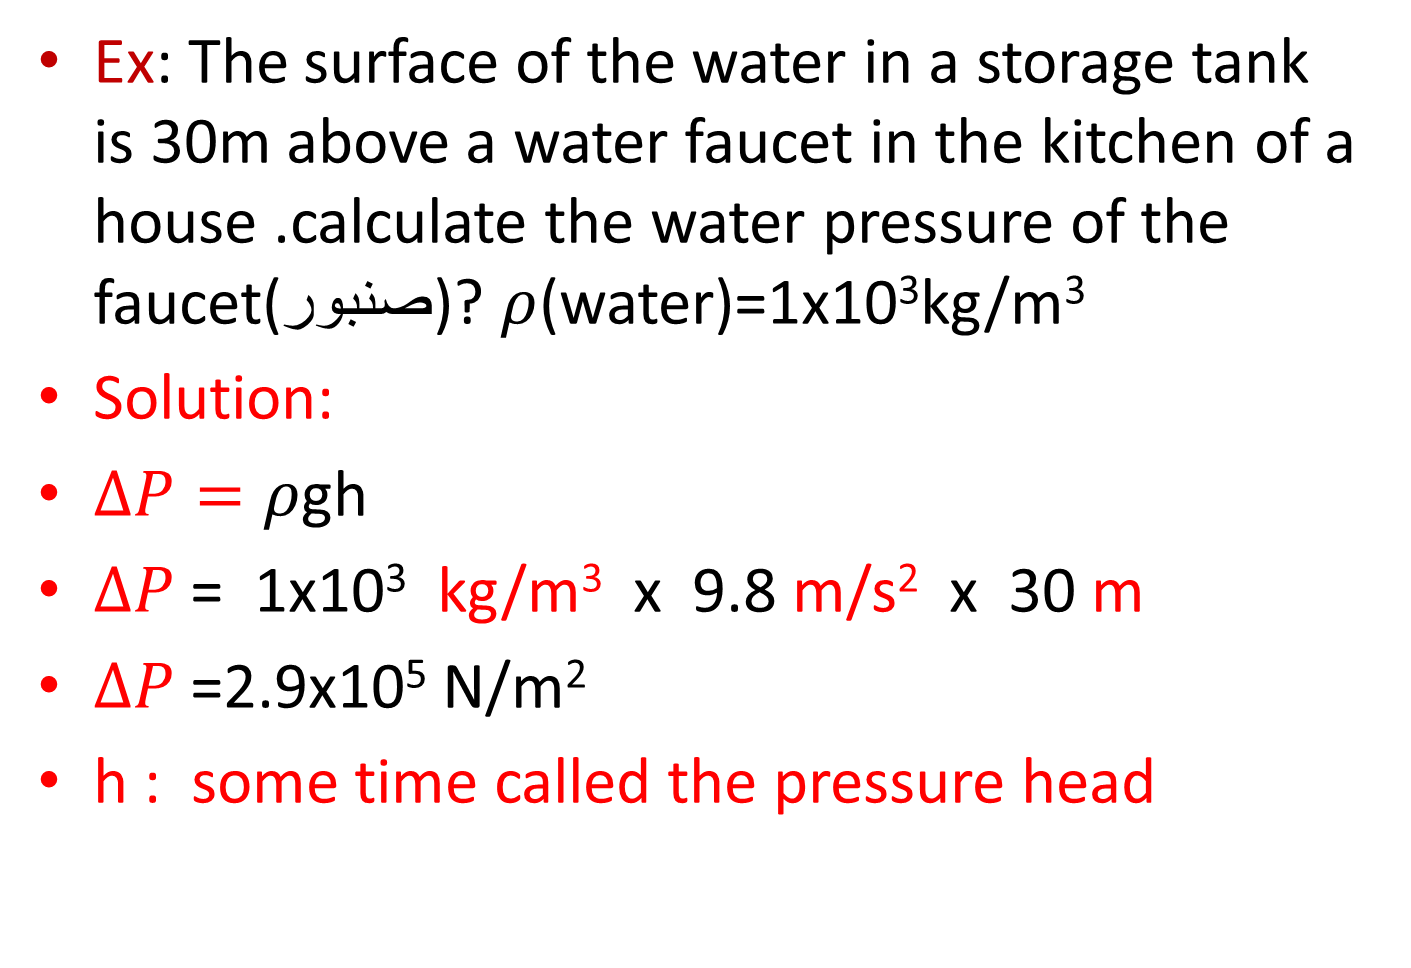 • Ex: The surface of the water in a storage tank
is 30m above a water faucet in the kitchen of a
house .calculate the water pressure of the
faucet(صنبور)? 𝜌(water)=1x10³kg/m³
• Solution:
• Δ𝑃 = 𝜌gh
• Δ𝑃 = 1x10³ kg/m³ x 9.8 m/s² x 30 m
• Δ𝑃 =2.9x10⁵ N/m²
• h : some time called the pressure head